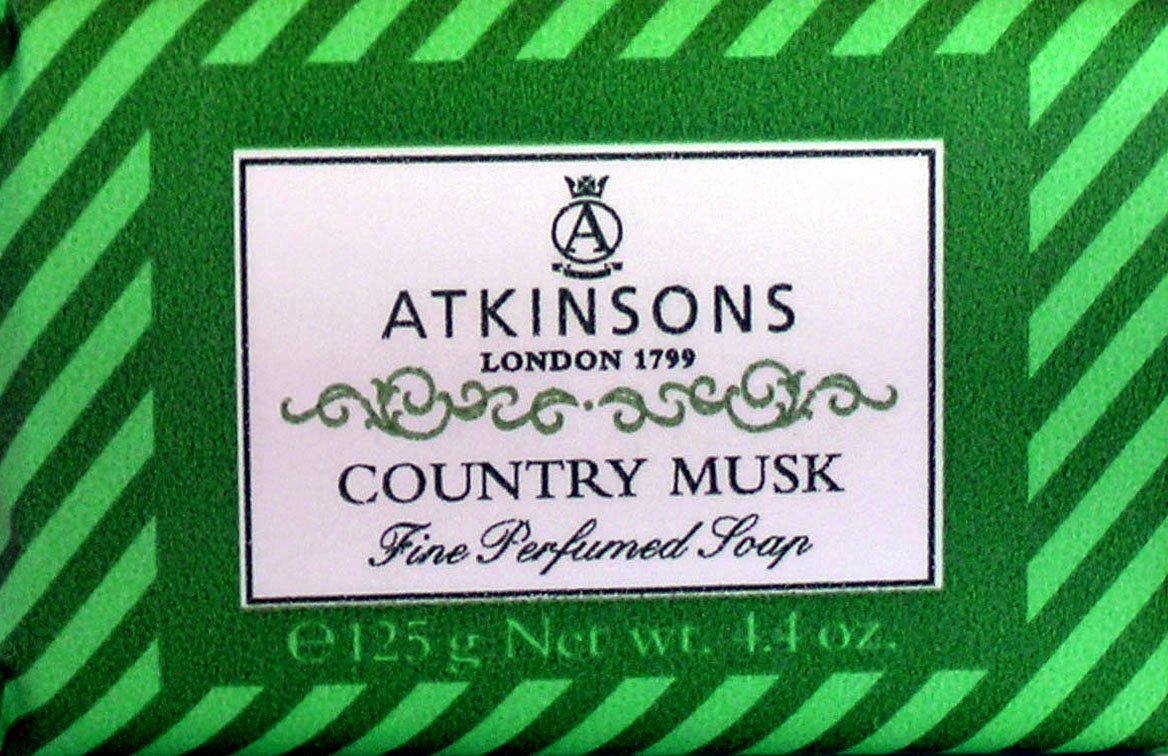 A
ATKINSONS
LONDON 1799
COUNTRY MUSK
Fine Perfumed Soap
℮125 g Net wt. 4.4 oz.